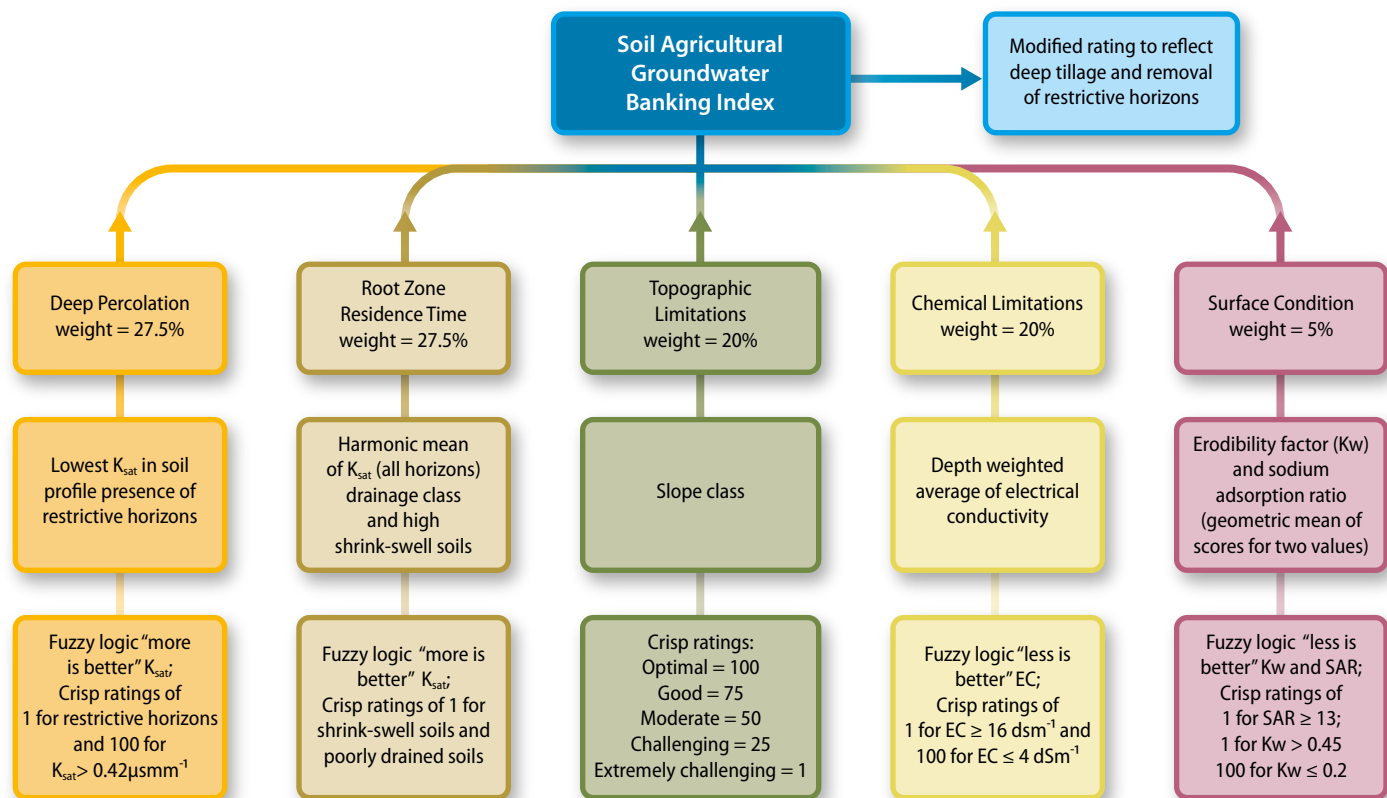 Soil Agricultural
Groundwater
Banking Index
Modified rating to reflect
deep tillage and removal
of restrictive horizons
Deep Percolation
weight = 27.5%
Root Zone
Residence Time
weight = 27.5%
Topographic
Limitations
weight = 20%
Chemical Limitations
weight = 20%
Surface Condition
weight = 5%
Lowest Ksat in soil
profile presence of
restrictive horizons
Harmonic mean
of Ksat (all horizons)
drainage class
and high
shrink-swell soils
Slope class
Depth weighted
average of electrical
conductivity
Erodibility factor (Kw)
and sodium
adsorption ratio
(geometric mean of
scores for two values)
Fuzzy logic “more
is better” Ksat;
Crisp ratings of
1 for restrictive horizons
and 100 for
Ksat> 0.42µsmm⁻¹
Fuzzy logic “more is
better” Ksat;
Crisp ratings of 1 for
shrink-swell soils and
poorly drained soils
Crisp ratings:
Optimal = 100
Good = 75
Moderate = 50
Challenging = 25
Extremely challenging = 1
Fuzzy logic “less is
better” EC;
Crisp ratings of
1 for EC ≥ 16 dsm⁻¹ and
100 for EC ≤ 4 dSm⁻¹
Fuzzy logic “less is
better” Kw and SAR;
Crisp ratings of
1 for SAR ≥ 13;
1 for Kw > 0.45
100 for Kw ≤ 0.2